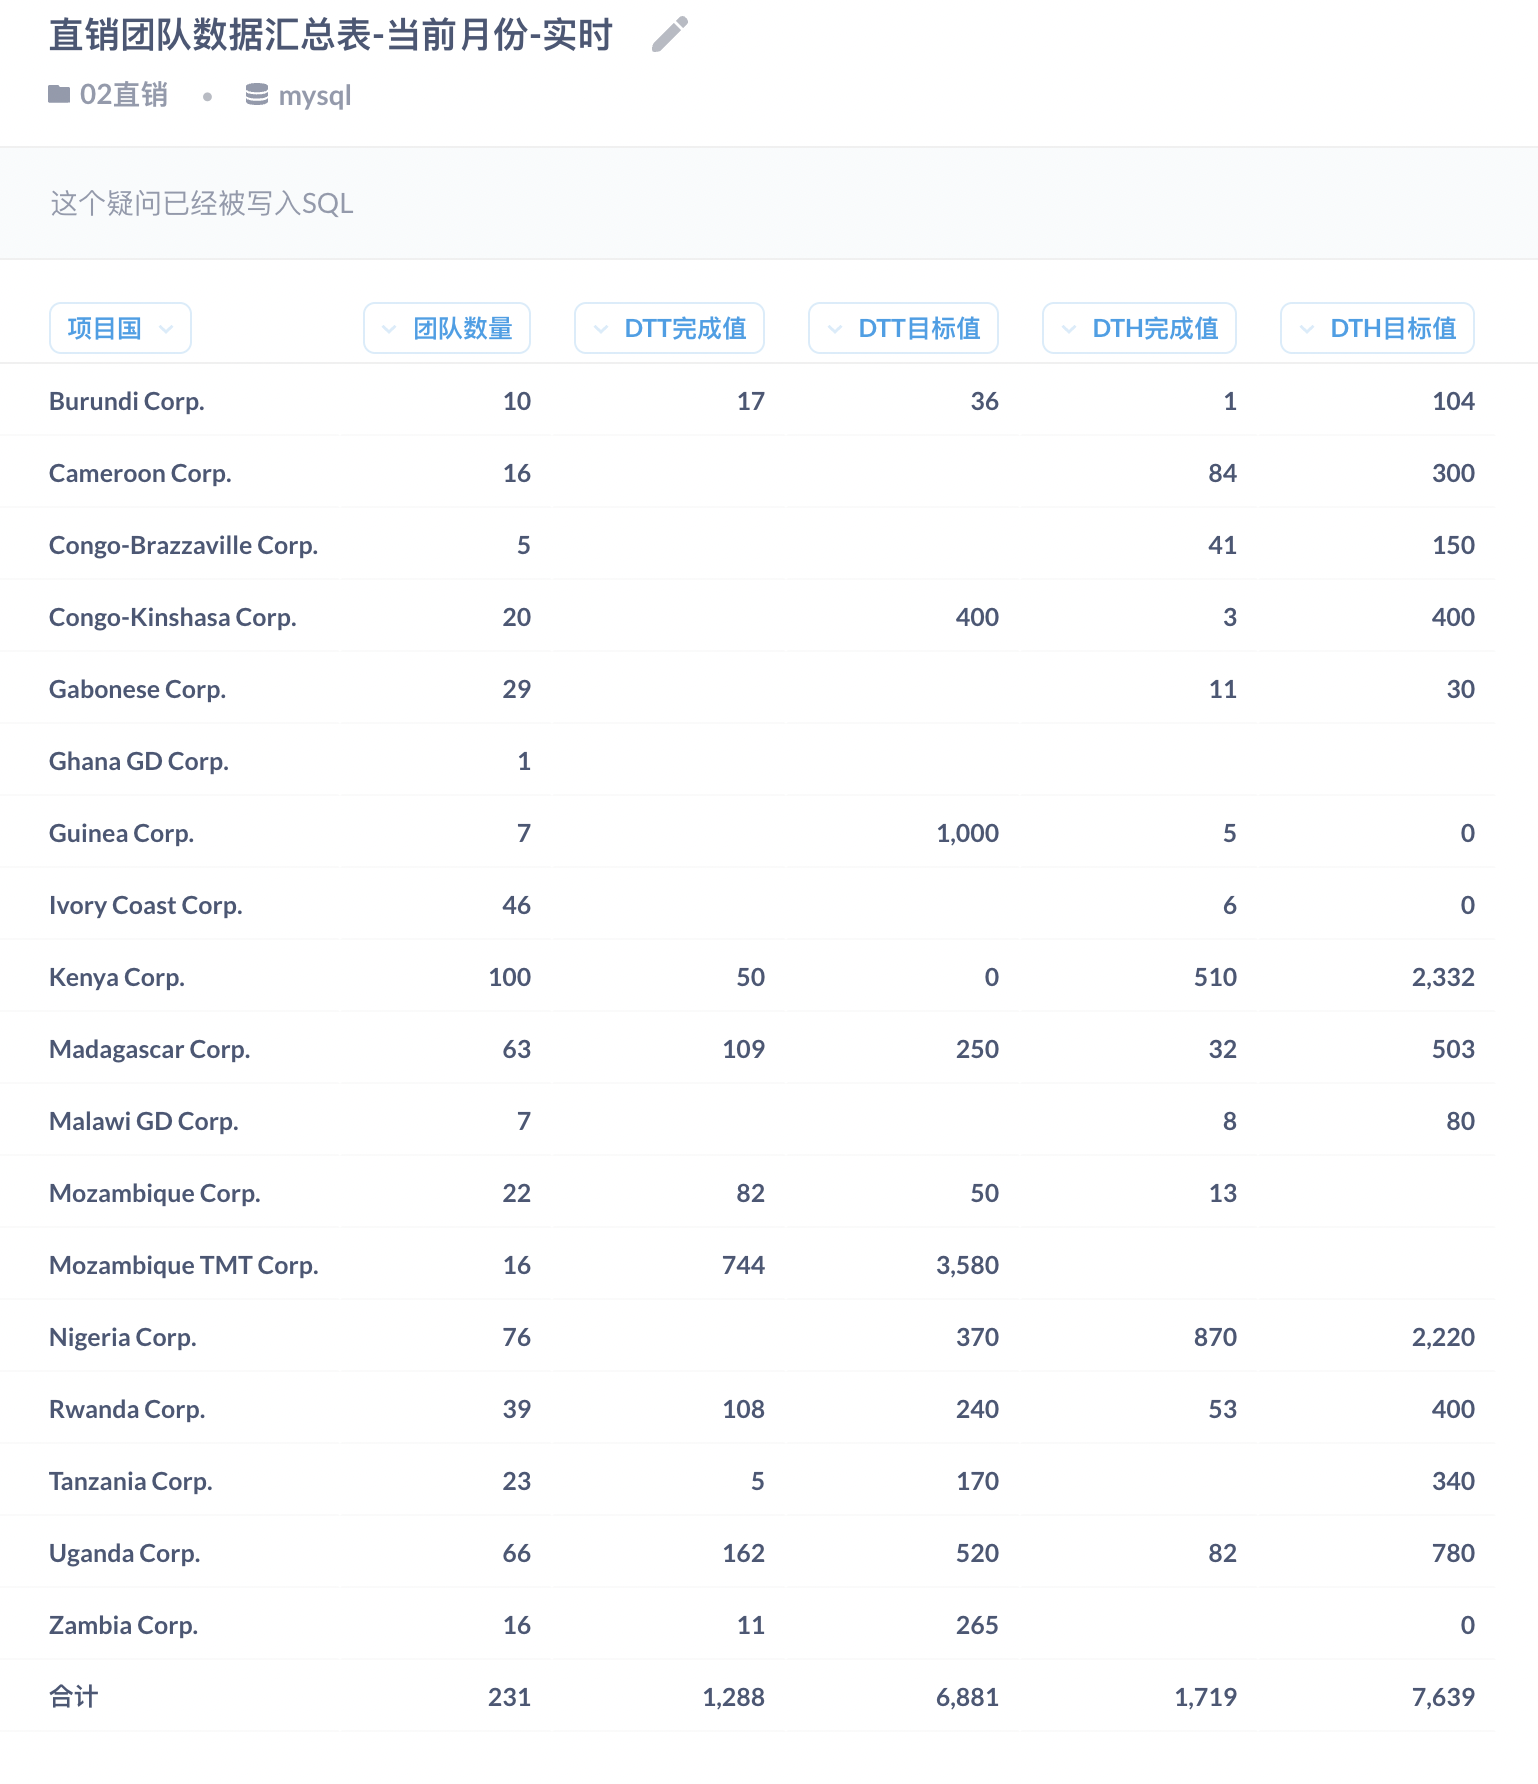 直销团队数据汇总表-当前月份-实时
02直销 • mysql
这个疑问已经被写入SQL
项目国 团队数量 DTT完成值 DTT目标值 DTH完成值 DTH目标值
Burundi Corp. 10 17 36 1 104
Cameroon Corp. 16 84 300
Congo-Brazzaville Corp. 5 41 150
Congo-Kinshasa Corp. 20 400 3 400
Gabonese Corp. 29 11 30
Ghana GD Corp. 1
Guinea Corp. 7 1,000 5 0
Ivory Coast Corp. 46 6 0
Kenya Corp. 100 50 0 510 2,332
Madagascar Corp. 63 109 250 32 503
Malawi GD Corp. 7 8 80
Mozambique Corp. 22 82 50 13
Mozambique TMT Corp. 16 744 3,580
Nigeria Corp. 76 370 870 2,220
Rwanda Corp. 39 108 240 53 400
Tanzania Corp. 23 5 170 340
Uganda Corp. 66 162 520 82 780
Zambia Corp. 16 11 265 0
合计 231 1,288 6,881 1,719 7,639